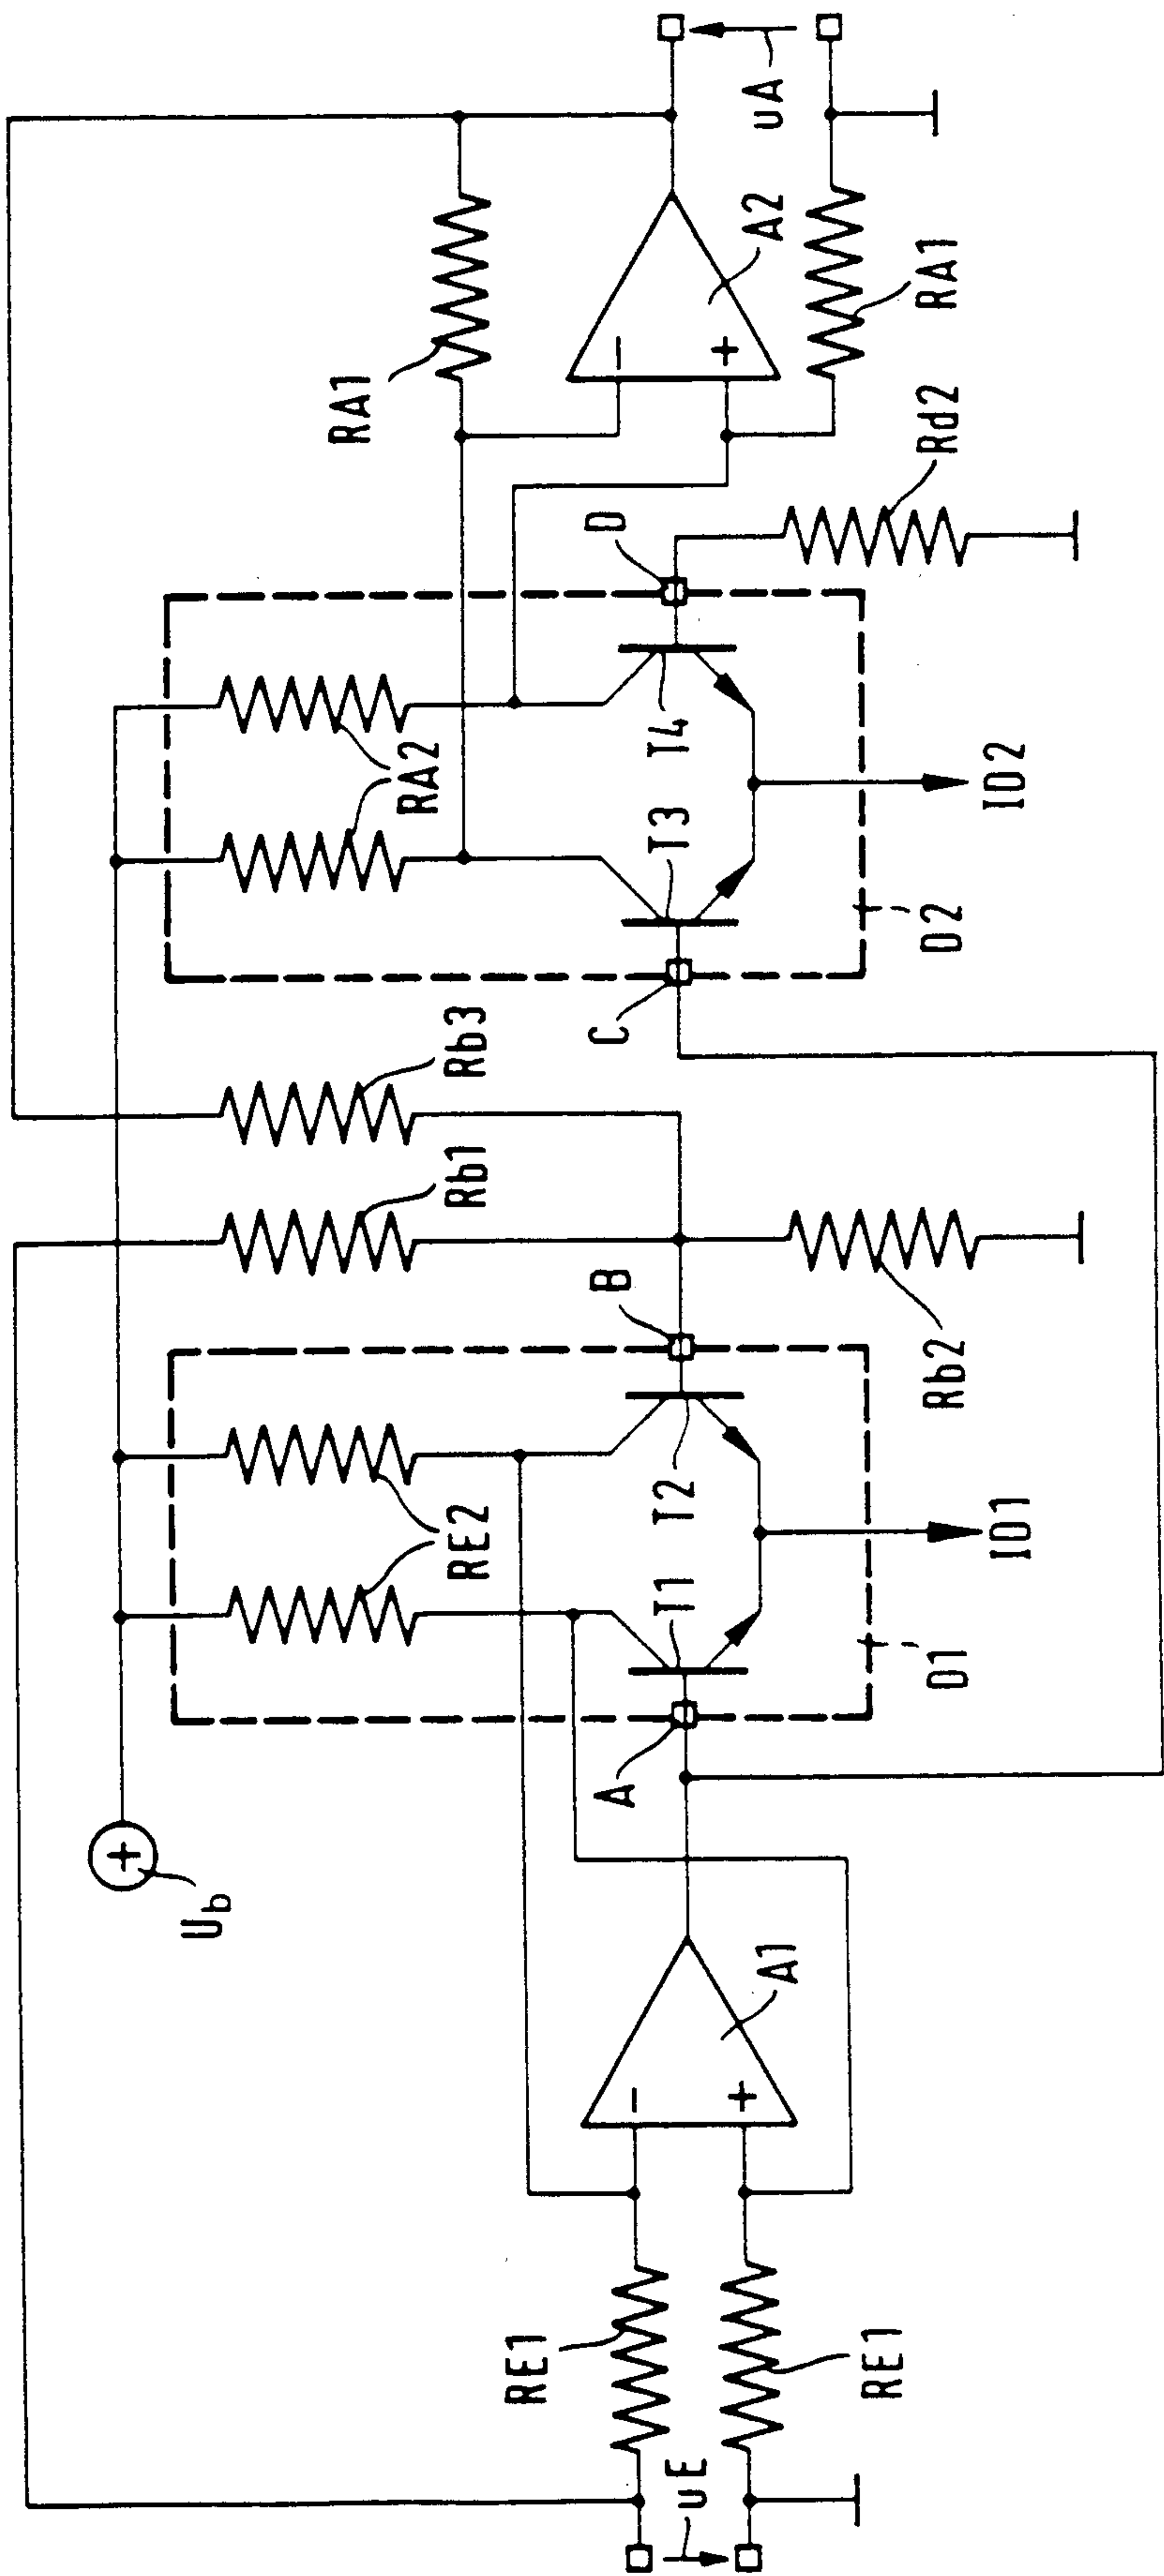 uE
RE1
RE1
-
+
A1
Ub
+
A
RE2
T1
T2
D1
ID1
B
Rb1
Rb3
Rb2
C
RA2
T3
T4
D2
ID2
D
Rd2
RA1
-
+
A2
RA1
uA